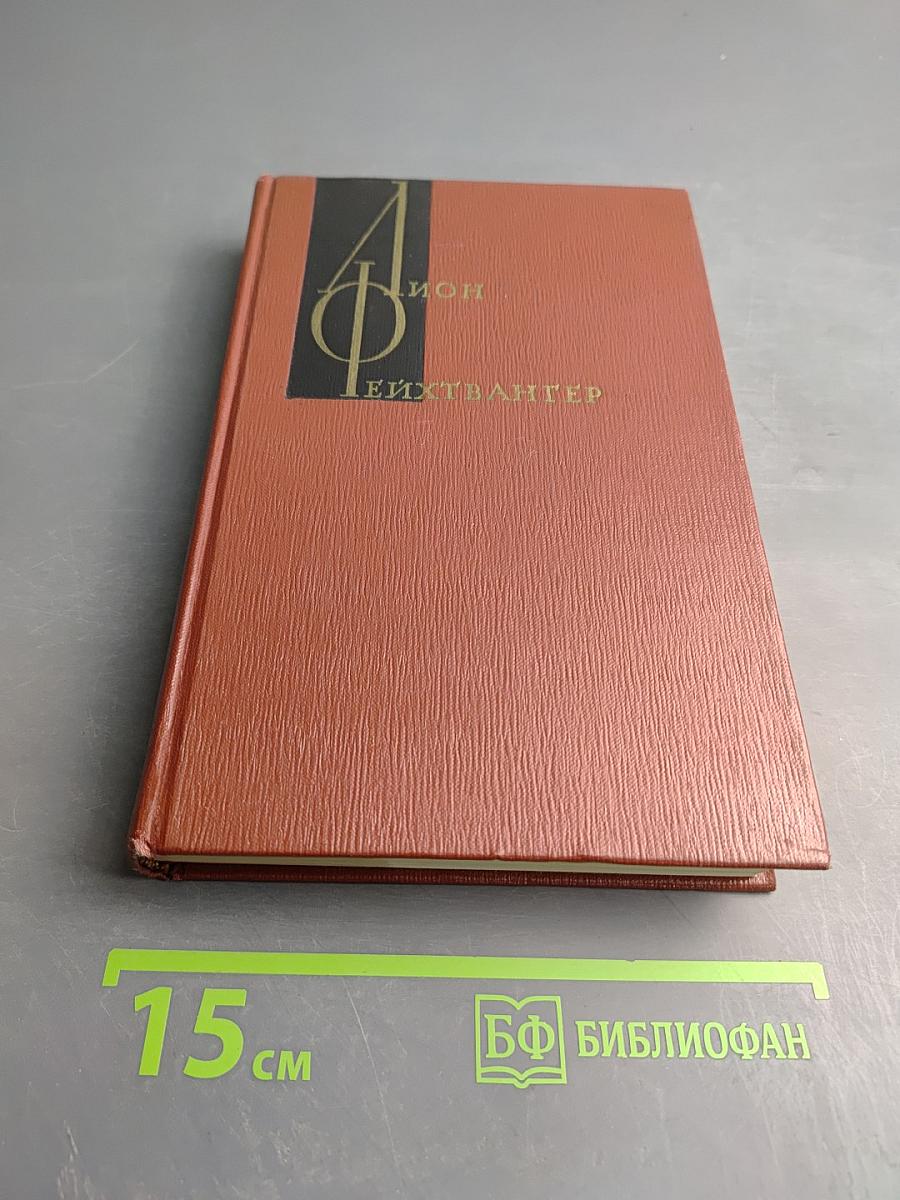 Лион
Фейхтвангер
15 см
БФ БИБЛИОФАН